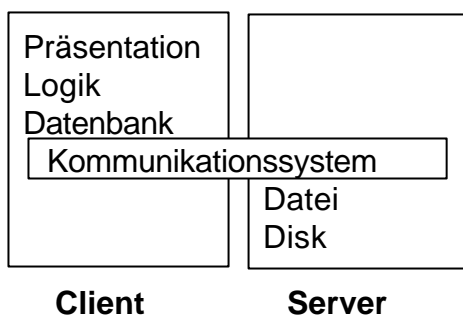 Präsentation
Logik
Datenbank
Kommunikationssystem
Datei
Disk
Client Server